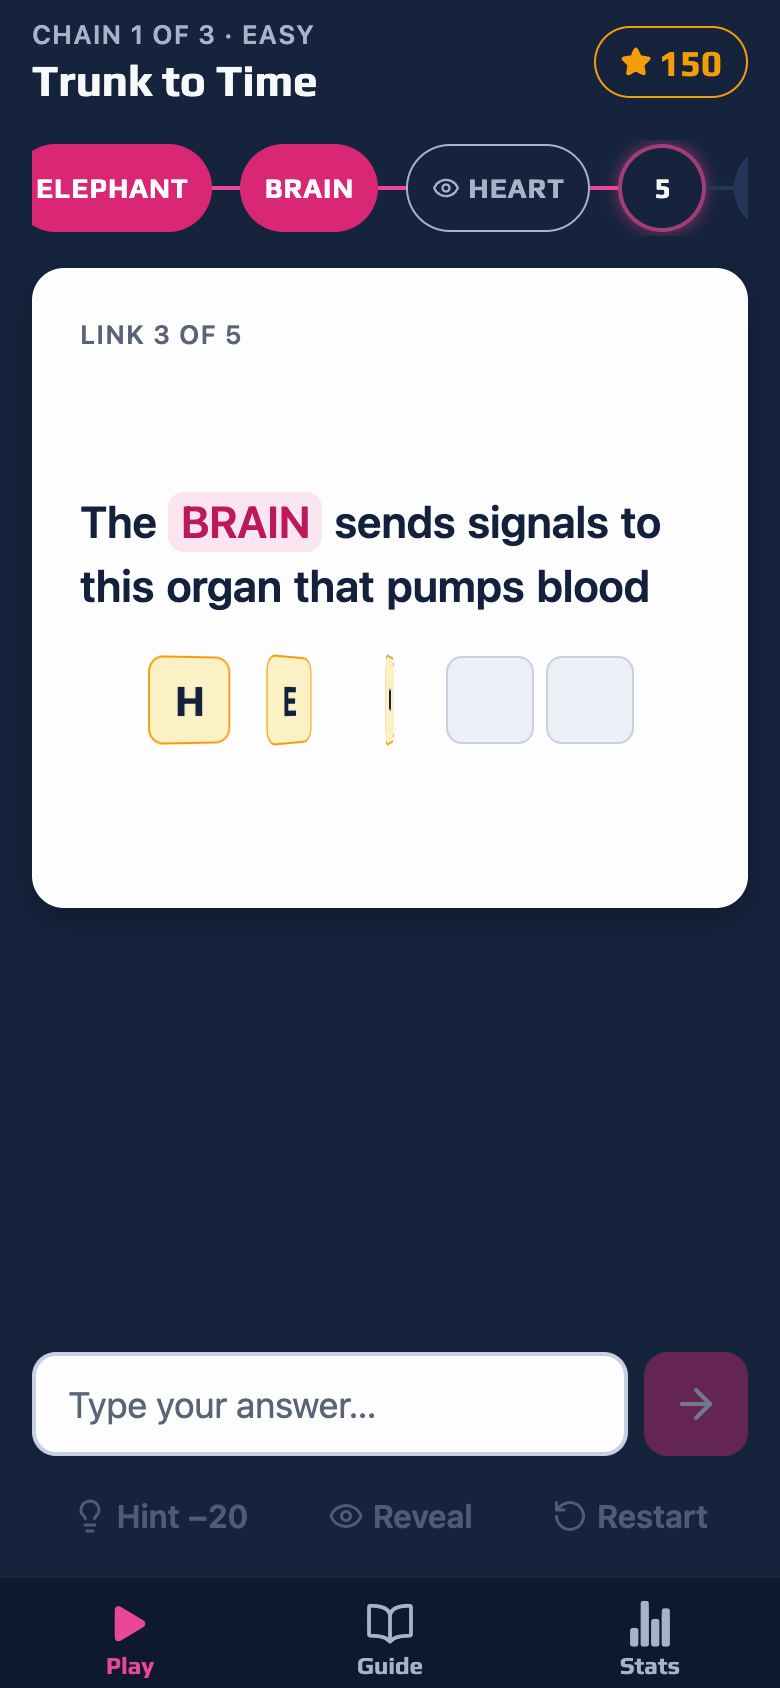 CHAIN 1 OF 3 · EASY
Trunk to Time
150
ELEPHANT
BRAIN
HEART
5
LINK 3 OF 5
The BRAIN sends signals to
this organ that pumps blood
H E
Type your answer...
Hint –20
Reveal
Restart
Play
Guide
Stats